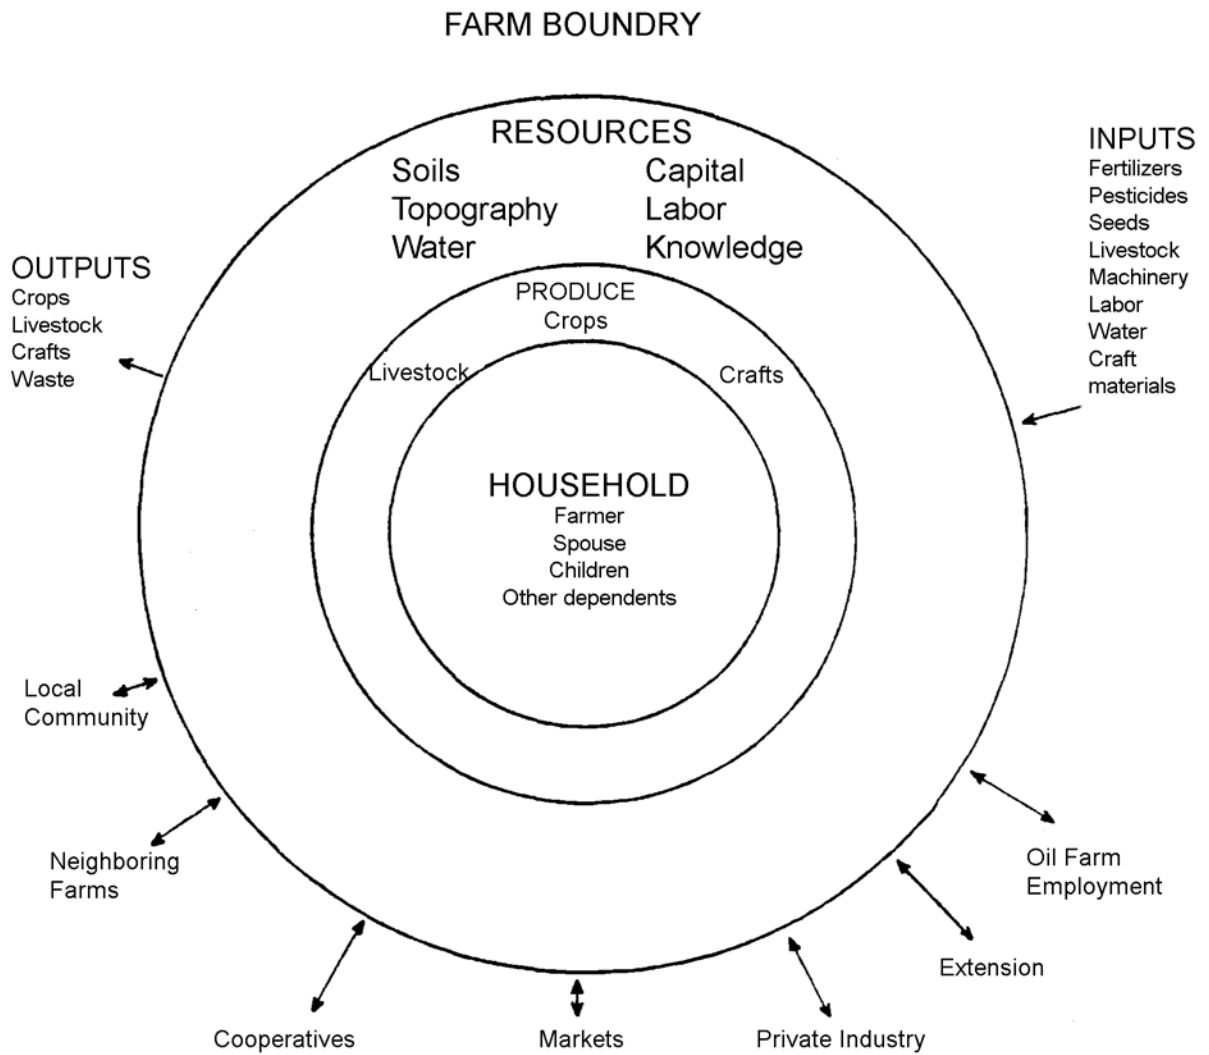 FARM BOUNDRY
RESOURCES
Soils
Topography
Water
Capital
Labor
Knowledge
INPUTS
Fertilizers
Pesticides
Seeds
Livestock
Machinery
Labor
Water
Craft
materials
OUTPUTS
Crops
Livestock
Crafts
Waste
PRODUCE
Crops
Livestock
Crafts
HOUSEHOLD
Farmer
Spouse
Children
Other dependents
Local
Community
Neighboring
Farms
Cooperatives
Markets
Private Industry
Extension
Oil Farm
Employment